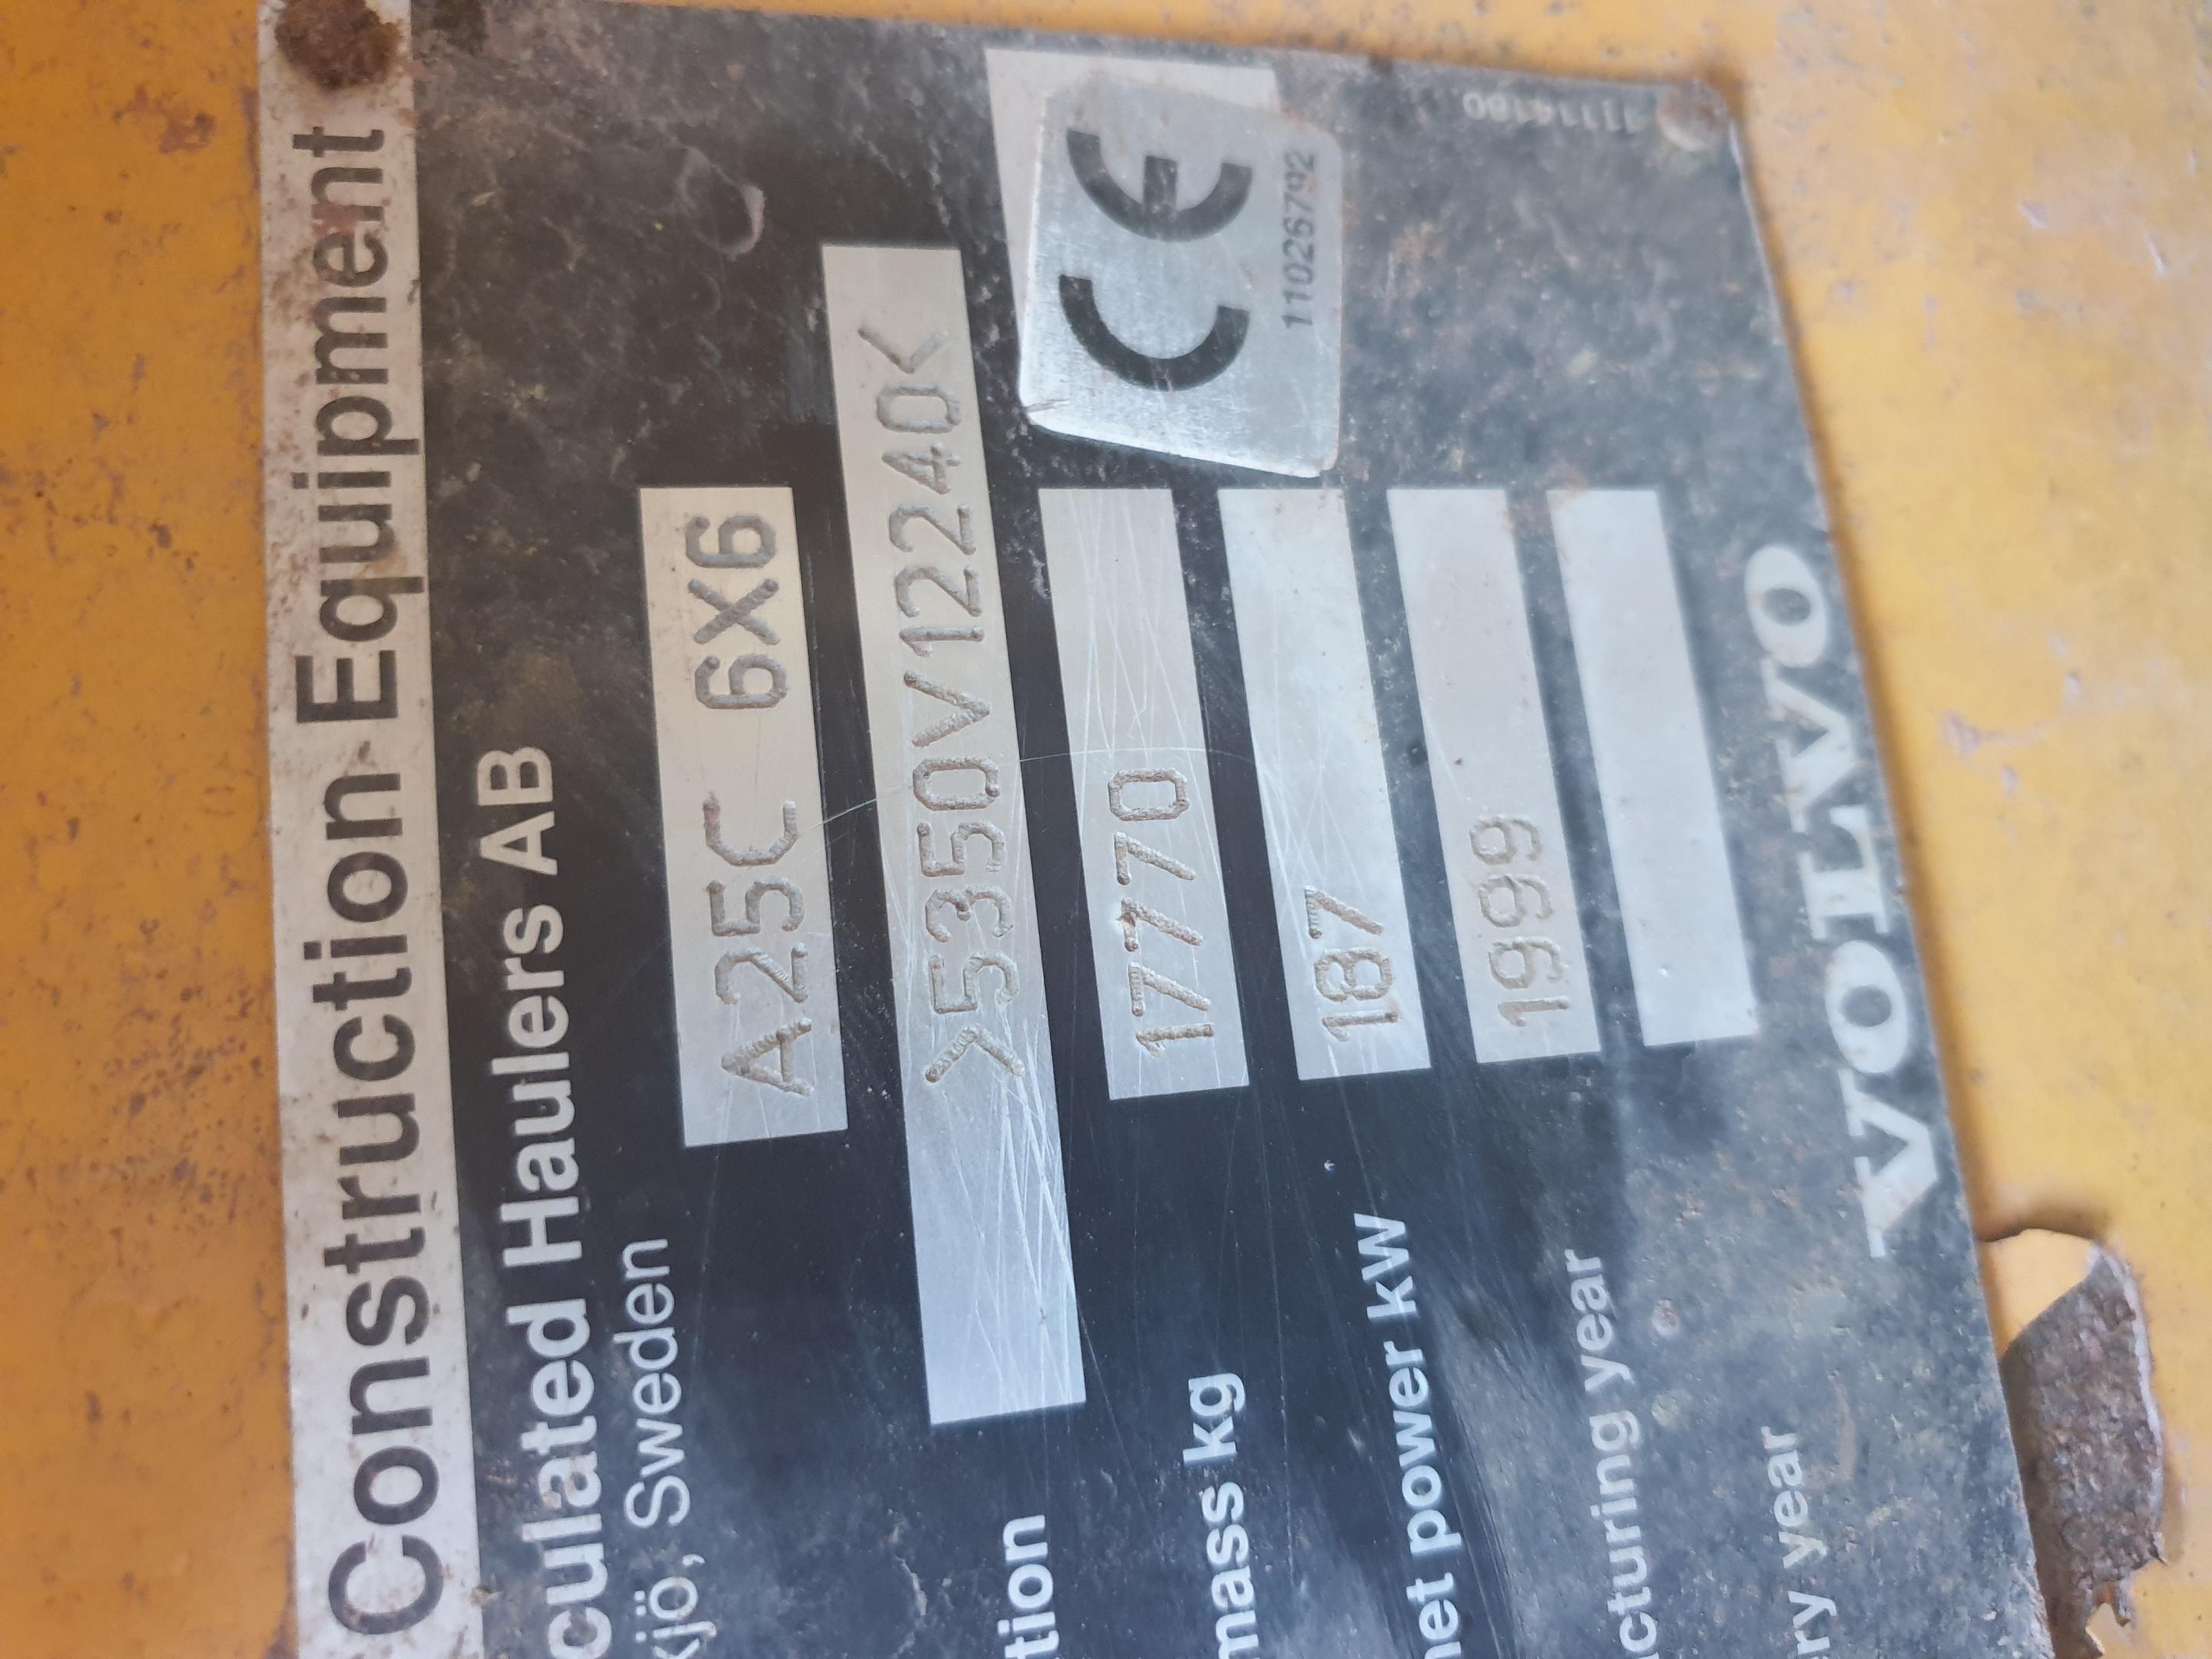 Construction Equipment
culated Haulers AB
kjö, Sweden
A25C 6X6
tion >5350V12240<
mass kg 17770
net power kW 187
cturing year 1999
ry year
CE
11026792
VOLVO